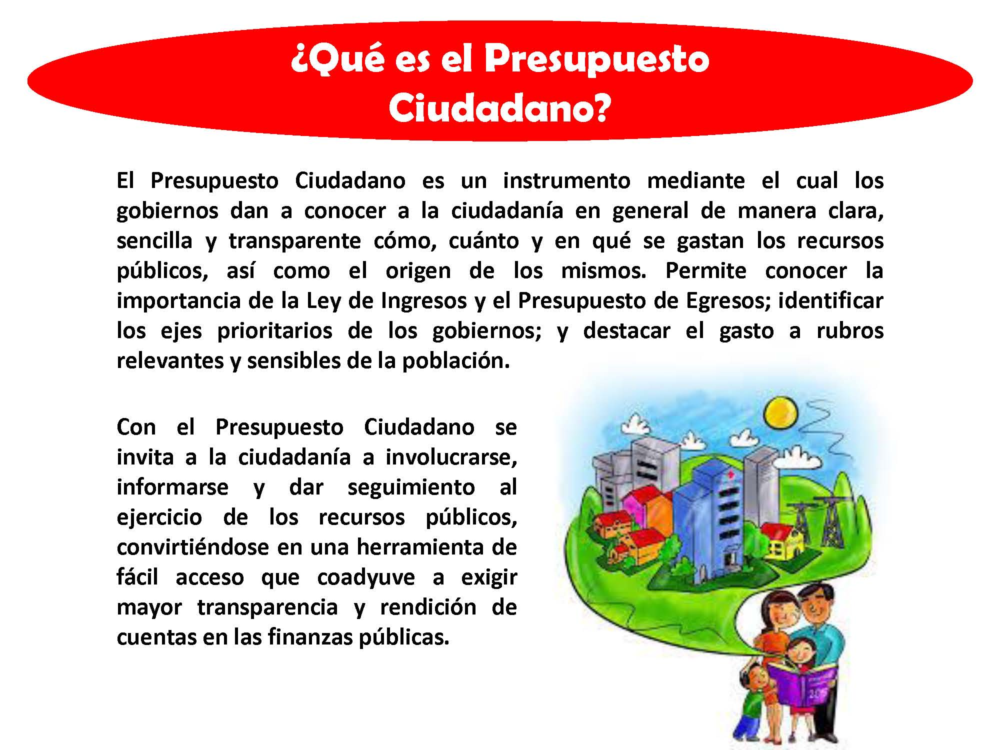 ¿Qué es el Presupuesto
Ciudadano?
El Presupuesto Ciudadano es un instrumento mediante el cual los
gobiernos dan a conocer a la ciudadanía en general de manera clara,
sencilla y transparente cómo, cuánto y en qué se gastan los recursos
públicos, así como el origen de los mismos. Permite conocer la
importancia de la Ley de Ingresos y el Presupuesto de Egresos; identificar
los ejes prioritarios de los gobiernos; y destacar el gasto a rubros
relevantes y sensibles de la población.
Con el Presupuesto Ciudadano se
invita a la ciudadanía a involucrarse,
informarse y dar seguimiento al
ejercicio de los recursos públicos,
convirtiéndose en una herramienta de
fácil acceso que coadyuve a exigir
mayor transparencia y rendición de
cuentas en las finanzas públicas.